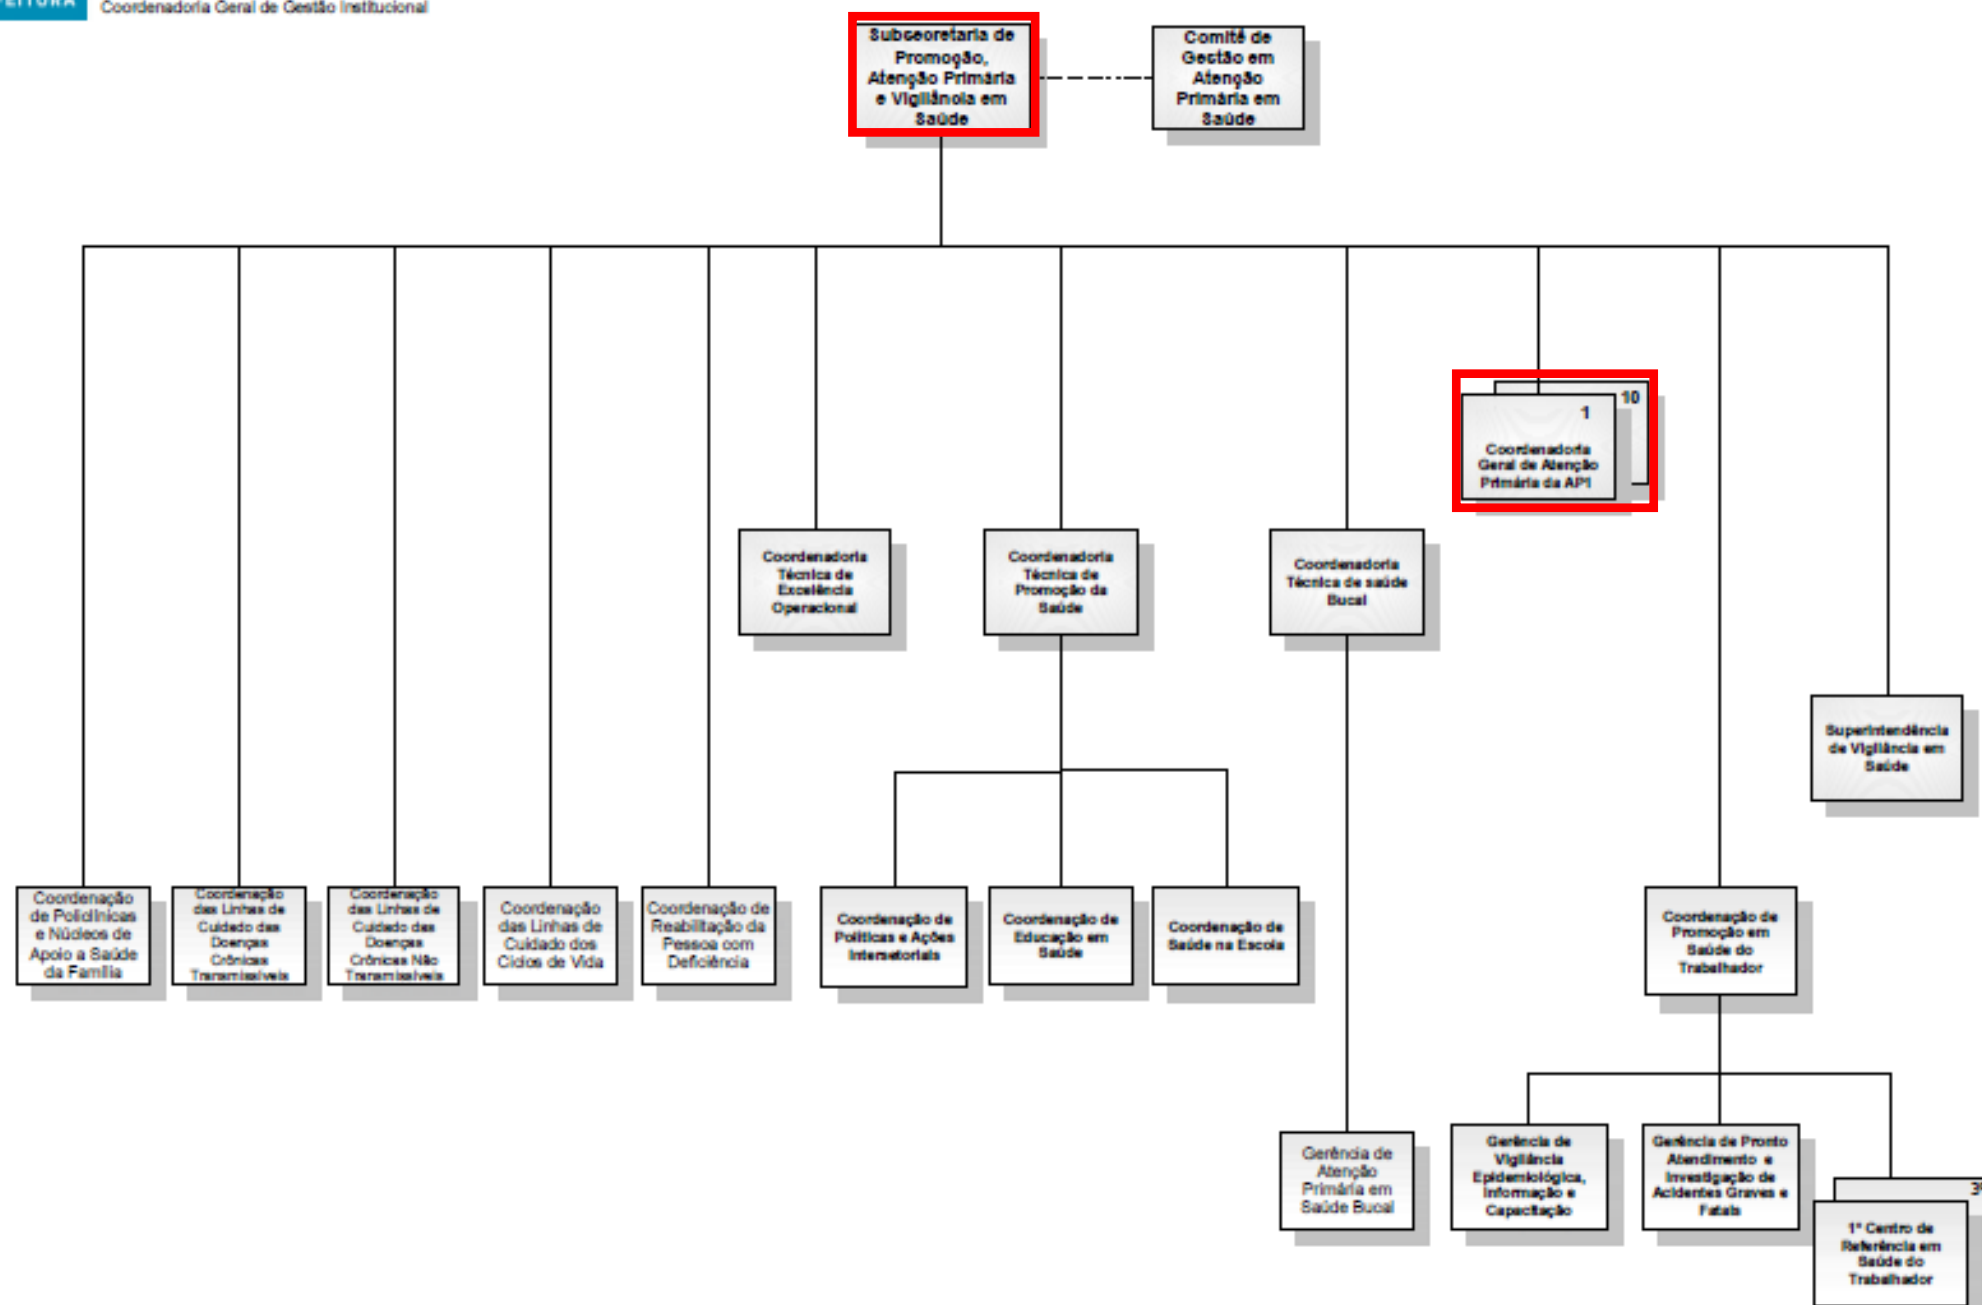 FEITURA
Coordenadoria Geral de Gestão Institucional
Subsecretaria de
Promoção,
Atenção Primária
e Vigilância em
Saúde
Comitê de
Gestão em
Atenção
Primária em
Saúde
10
1
Coordenadoria
Geral de Atenção
Primária da AP1
Coordenadoria
Técnica de
Excelência
Operacional
Coordenadoria
Técnica de
Promoção da
Saúde
Coordenadoria
Técnica de saúde
Bucal
Superintendência
de Vigilância em
Saúde
Coordenação
de Policlínicas
e Núcleos de
Apoio a Saúde
da Família
Coordenação
das Linhas de
Cuidado das
Doenças
Crônicas
Transmissíveis
Coordenação
das Linhas de
Cuidado das
Doenças
Crônicas Não
Transmissíveis
Coordenação
das Linhas de
Cuidado dos
Ciclos de Vida
Coordenação de
Reabilitação da
Pessoa com
Deficiência
Coordenação de
Políticas e Ações
Intersetoriais
Coordenação de
Educação em
Saúde
Coordenação de
Saúde na Escola
Coordenação de
Promoção em
Saúde do
Trabalhador
Gerência de
Atenção
Primária em
Saúde Bucal
Gerência de
Vigilância
Epidemiológica,
Informação e
Capacitação
Gerência de Pronto
Atendimento e
Investigação de
Acidentes Graves e
Fatais
3º
1º Centro de
Referência em
Saúde do
Trabalhador